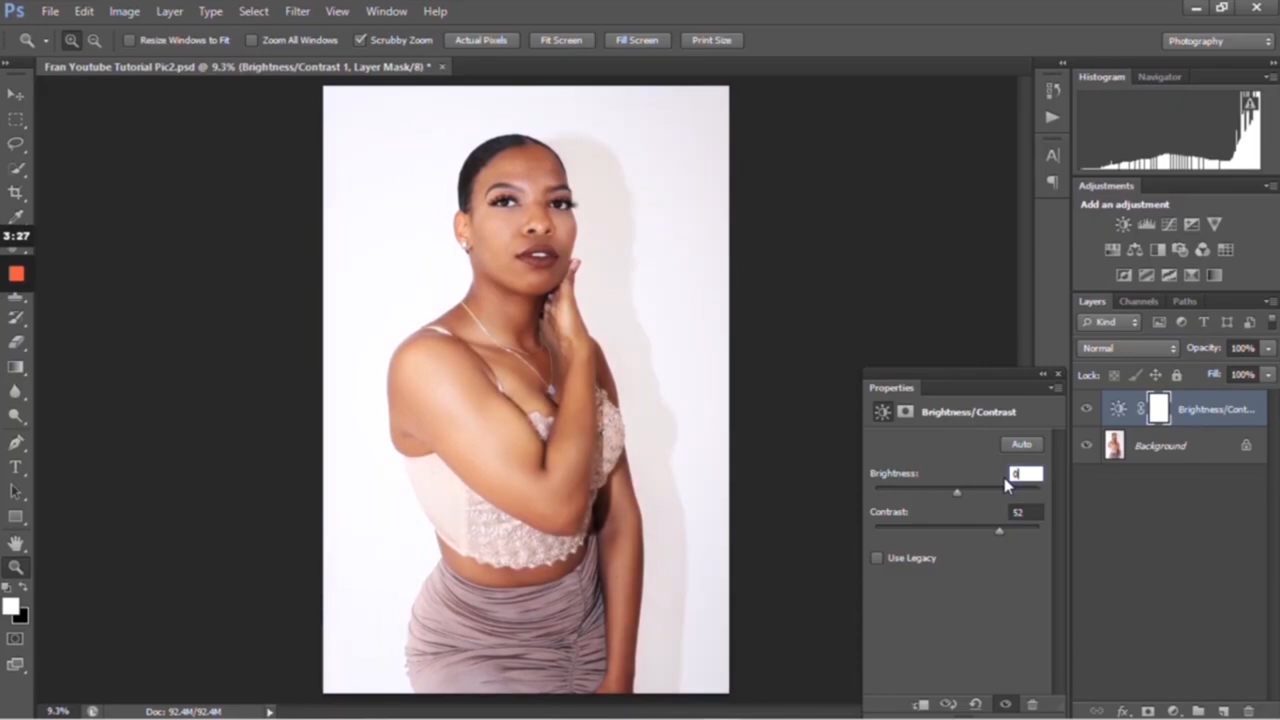 Ps File Edit Image Layer Type Select Filter View Window Help
Resize Windows to Fit Zoom All Windows Scrubby Zoom Actual Pixels Fit Screen Fill Screen Print Size Photography
Fran Youtube Tutorial Pic2.psd @ 9.3% (Brightness/Contrast 1, Layer Mask/8) * ×
Histogram Navigator
Adjustments
Add an adjustment
3:27
Layers Channels Paths
Kind
Normal Opacity: 100%
Lock: Fill: 100%
Properties
Brightness/Contrast
Brightness/Cont...
Auto
Background
Brightness: 0
Contrast: 52
Use Legacy
9.3% Doc: 92.4M/92.4M